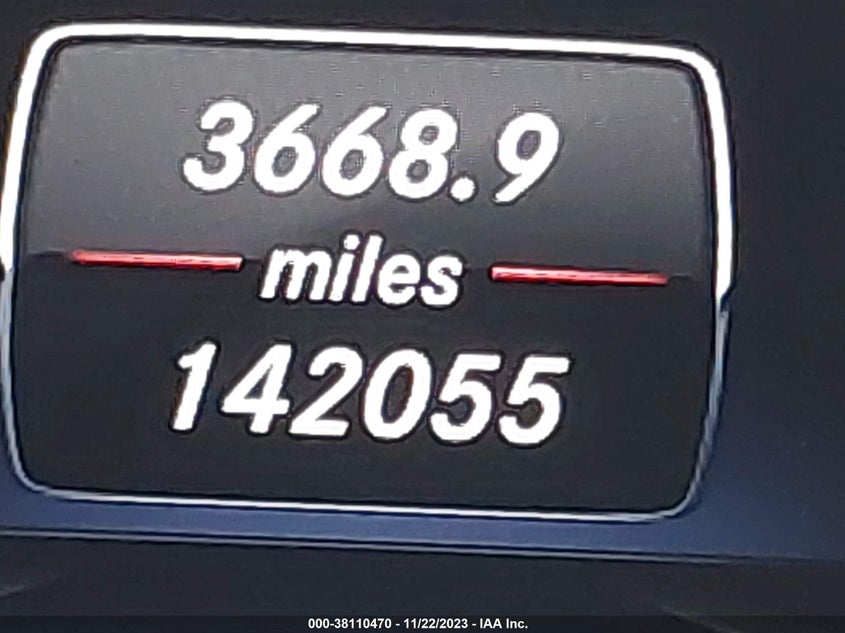 3668.9
miles
142055
000-38110470 - 11/22/2023 - IAA Inc.